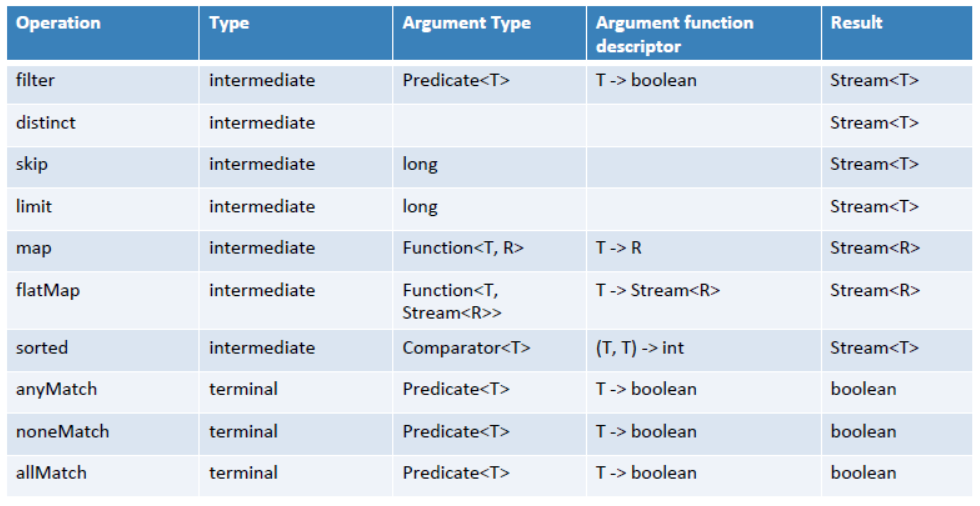 Operation Type Argument Type Argument function descriptor Result
filter intermediate Predicate<T> T -> boolean Stream<T>
distinct intermediate Stream<T>
skip intermediate long Stream<T>
limit intermediate long Stream<T>
map intermediate Function<T, R> T -> R Stream<R>
flatMap intermediate Function<T, Stream<R>> T -> Stream<R> Stream<R>
sorted intermediate Comparator<T> (T, T) -> int Stream<T>
anyMatch terminal Predicate<T> T -> boolean boolean
noneMatch terminal Predicate<T> T -> boolean boolean
allMatch terminal Predicate<T> T -> boolean boolean